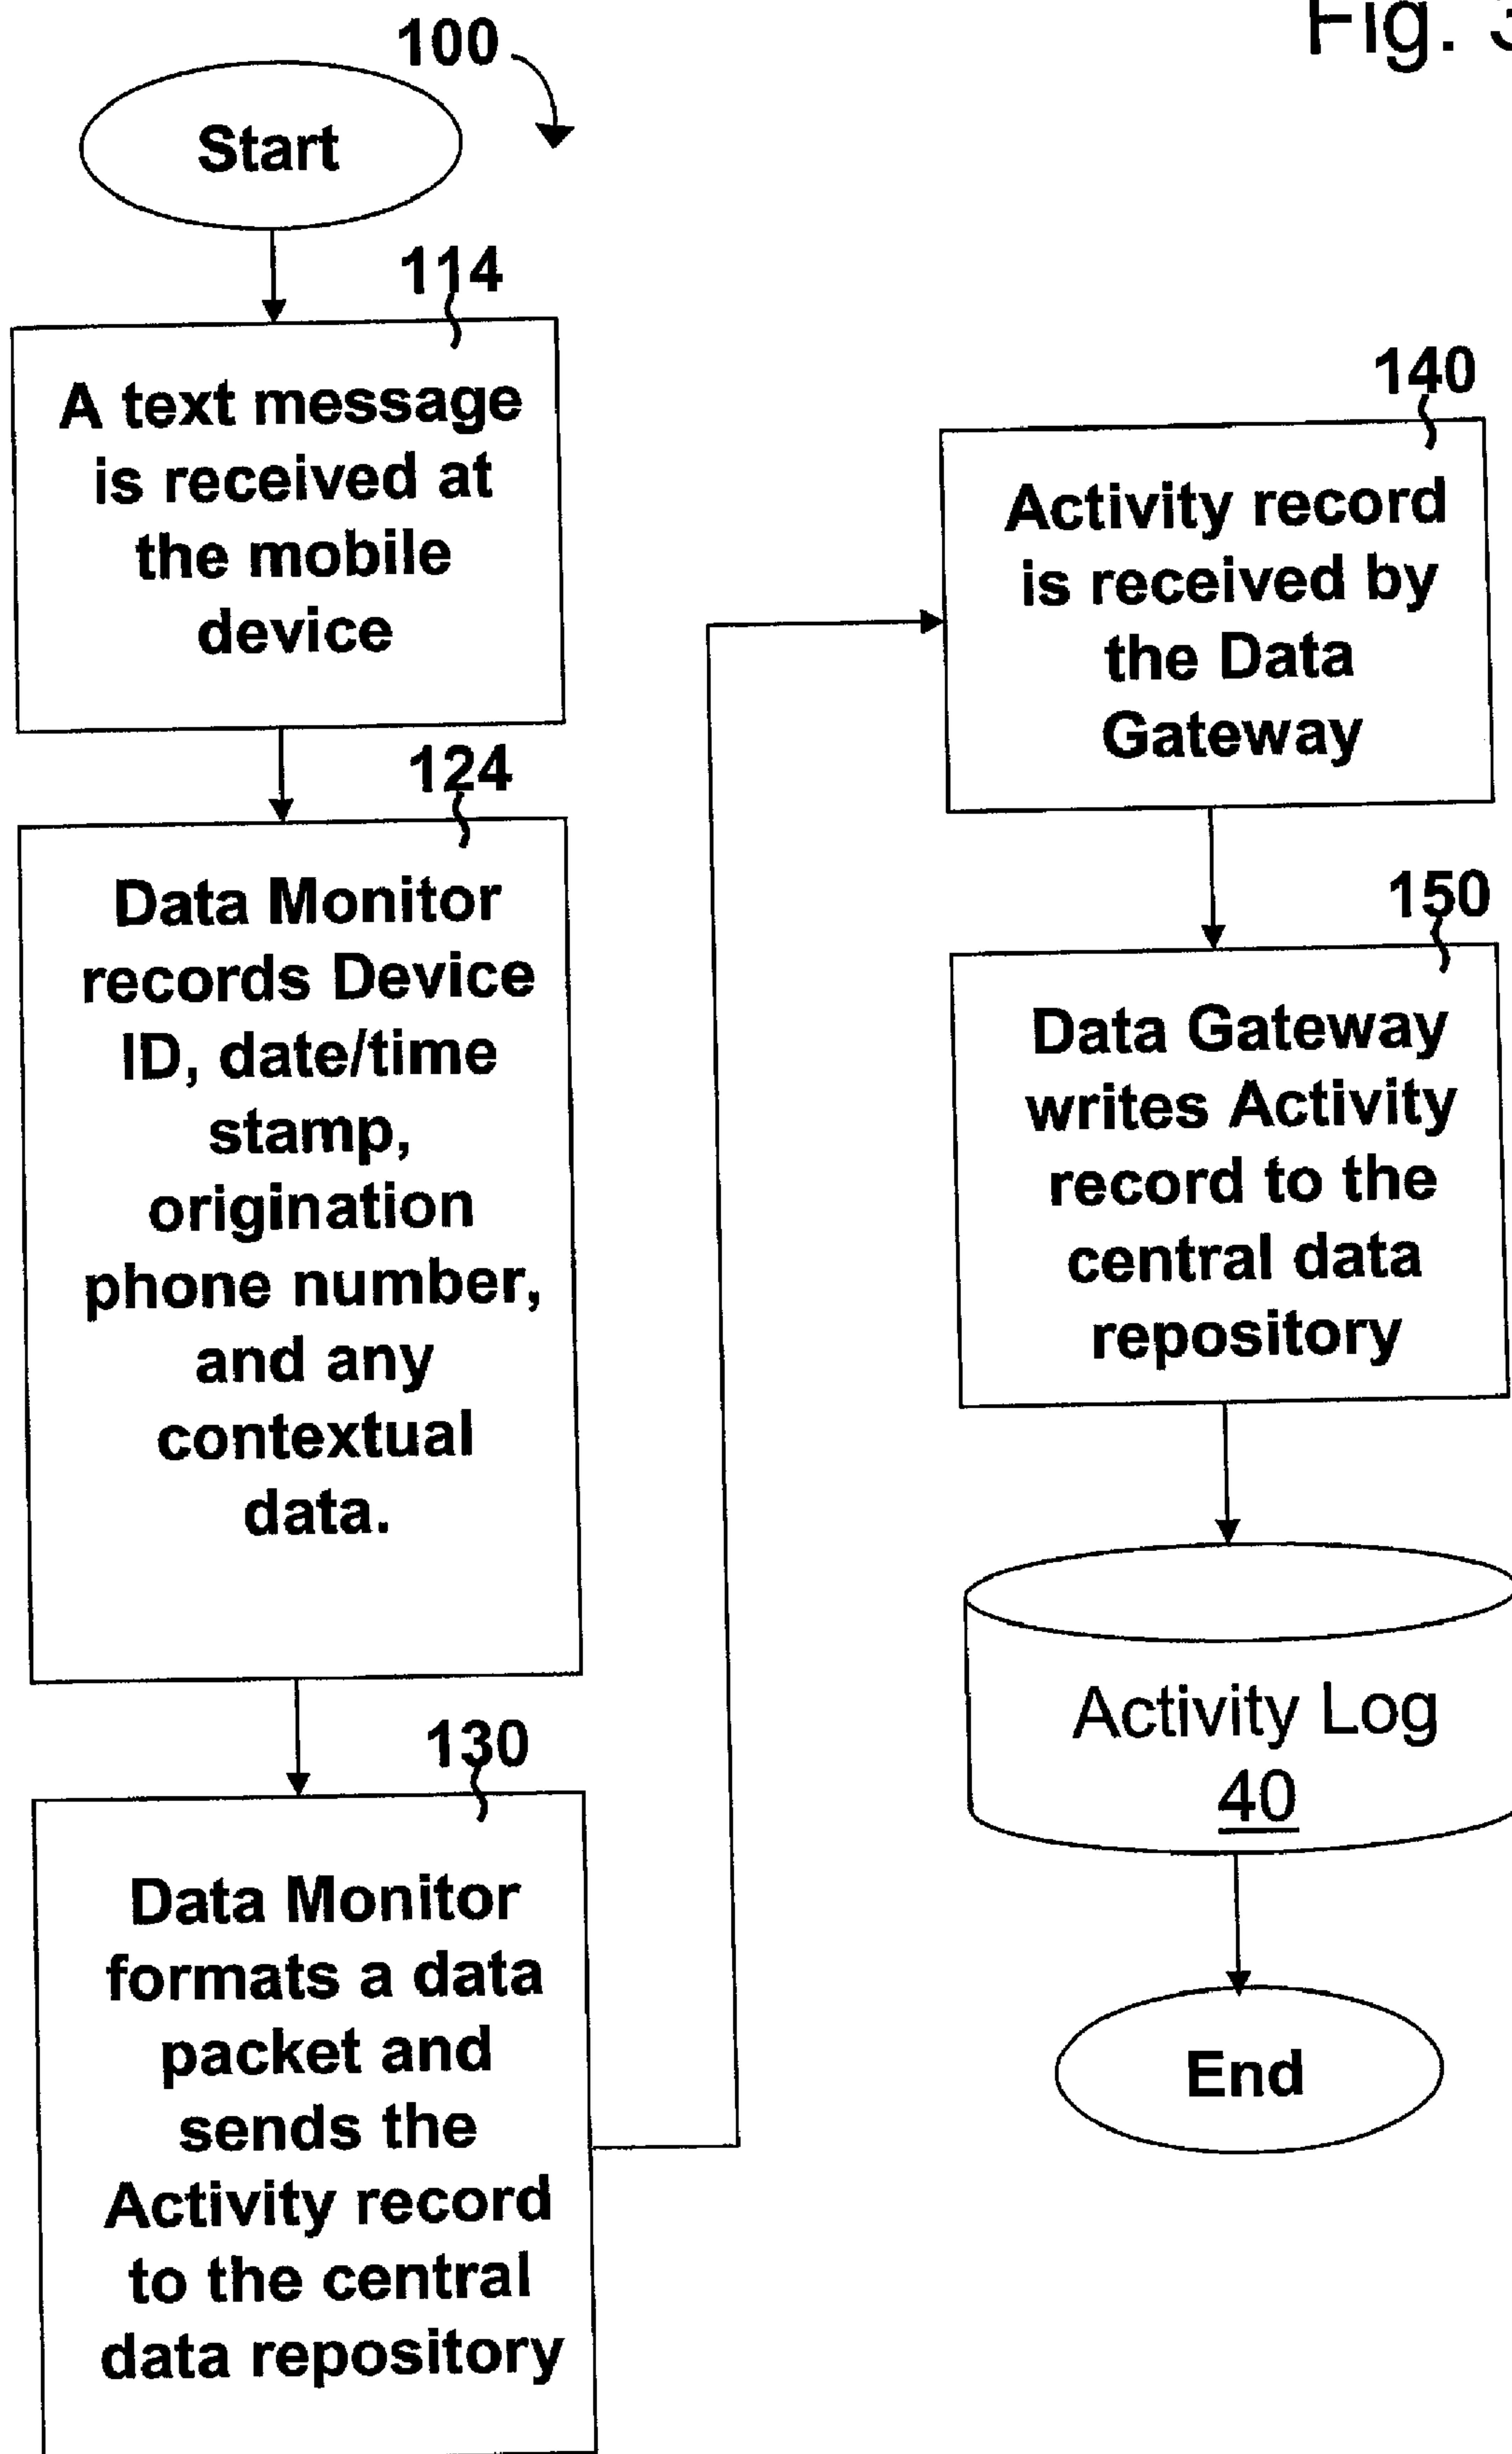 Fig. 3
100
Start
114
A text message
is received at
the mobile
device
124
Data Monitor
records Device
ID, date/time
stamp,
origination
phone number,
and any
contextual
data.
130
Data Monitor
formats a data
packet and
sends the
Activity record
to the central
data repository
140
Activity record
is received by
the Data
Gateway
150
Data Gateway
writes Activity
record to the
central data
repository
Activity Log
40
End